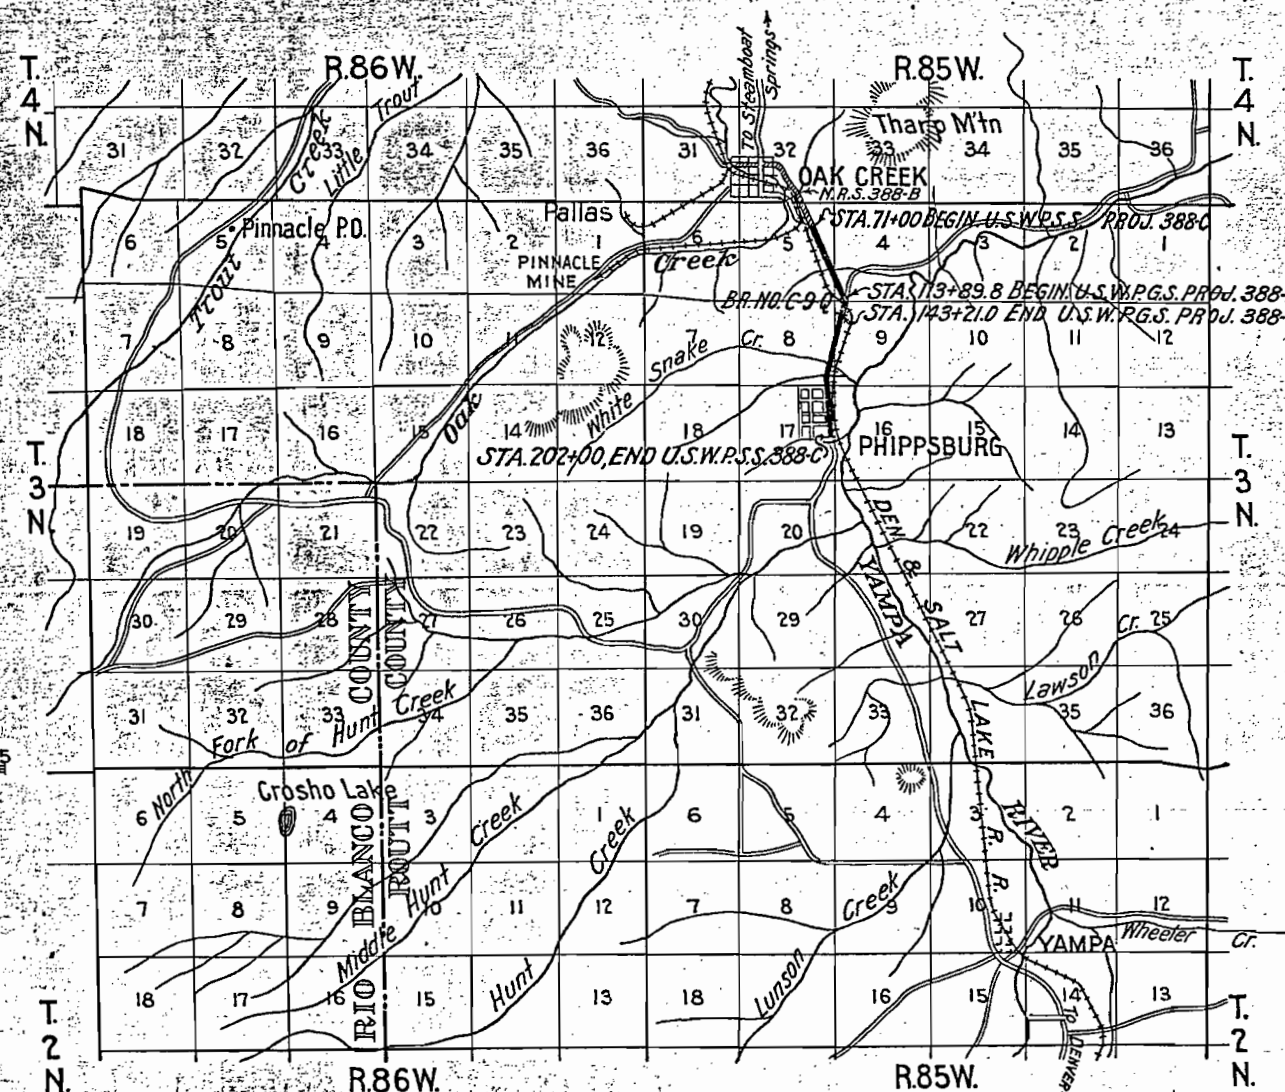 R.86W.
R.85W.
To Steamboat Springs
T.
4
N.
T.
4
N.
Trout
Creek
Little Trout
Tharp M'tn
31 32 33 34 35 36 31 32 33 34 35 36
OAK CREEK
N.R.S. 388-B
Pallas
STA. 71+00 BEGIN U.S.W.P.S.S. PROJ. 388-C
Pinnacle P.O.
6 5 4 3 2 1 6 5 4 3 2 1
PINNACLE
MINE
Creek
BR. NO. C-9-Q
STA. 113+89.8 BEGIN U.S.W.P.G.S. PROJ. 388-
STA. 143+21.0 END U.S.W.P.G.S. PROJ. 388-
7 8 9 10 11 12 7 8 9 10 11 12
White Snake Cr.
Oak
18 17 16 15 14 18 17 16 15 14 13
STA. 202+00, END U.S.W.P.S.S. 388-C
PHIPPSBURG
T.
3
N.
T.
3
N.
19 20 21 22 23 24 19 20 22 23 24
Whipple Creek
DEN & SALT LAKE R. R.
YAMPA RIVER
30 29 28 27 26 25 30 29 27 26 25
Lawson Cr.
31 32 33 34 35 36 31 32 33 35 36
North Fork of Hunt Creek
Crosho Lake
6 5 4 3 1 6 5 4 3 2 1
RIO BLANCO COUNTY
ROUTT COUNTY
7 8 9 10 11 12 7 8 9 10 11 12
Middle Hunt Creek
Hunt Creek
Lunson Creek
YAMPA
Wheeler Cr.
18 17 16 15 13 18 16 15 14 13
To DENVER
T.
2
N.
T.
2
N.
R.86W.
R.85W.